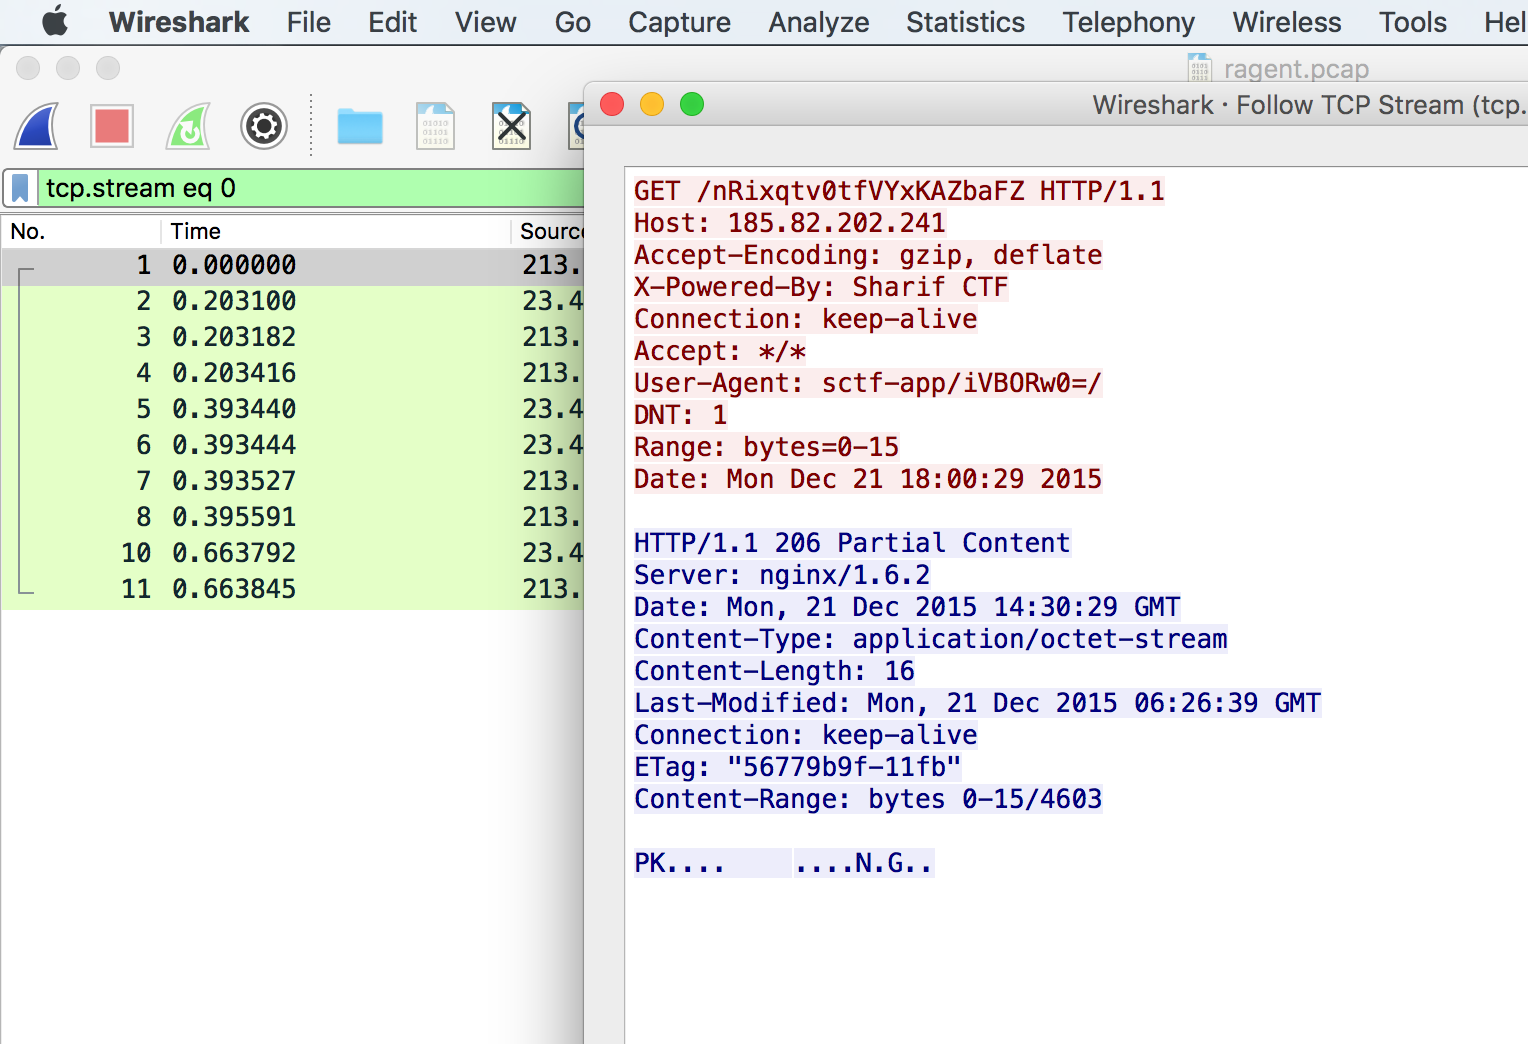 Wireshark File Edit View Go Capture Analyze Statistics Telephony Wireless Tools Hel
ragent.pcap
Wireshark · Follow TCP Stream (tcp.
tcp.stream eq 0
No. Time Source
1 0.000000 213.
2 0.203100 23.4
3 0.203182 213.
4 0.203416 213.
5 0.393440 23.4
6 0.393444 23.4
7 0.393527 213.
8 0.395591 213.
10 0.663792 23.4
11 0.663845 213.
GET /nRixqtv0tfVYxKAZbaFZ HTTP/1.1
Host: 185.82.202.241
Accept-Encoding: gzip, deflate
X-Powered-By: Sharif CTF
Connection: keep-alive
Accept: */*
User-Agent: sctf-app/iVBORw0=/
DNT: 1
Range: bytes=0-15
Date: Mon Dec 21 18:00:29 2015
HTTP/1.1 206 Partial Content
Server: nginx/1.6.2
Date: Mon, 21 Dec 2015 14:30:29 GMT
Content-Type: application/octet-stream
Content-Length: 16
Last-Modified: Mon, 21 Dec 2015 06:26:39 GMT
Connection: keep-alive
ETag: "56779b9f-11fb"
Content-Range: bytes 0-15/4603
PK.... ....N.G..